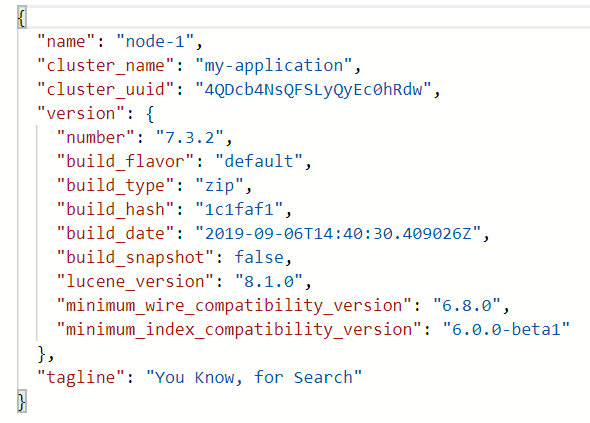 {
"name": "node-1",
"cluster_name": "my-application",
"cluster_uuid": "4QDcb4NsQFSLyQyEc0hRdw",
"version": {
"number": "7.3.2",
"build_flavor": "default",
"build_type": "zip",
"build_hash": "1c1faf1",
"build_date": "2019-09-06T14:40:30.409026Z",
"build_snapshot": false,
"lucene_version": "8.1.0",
"minimum_wire_compatibility_version": "6.8.0",
"minimum_index_compatibility_version": "6.0.0-beta1"
},
"tagline": "You Know, for Search"
}